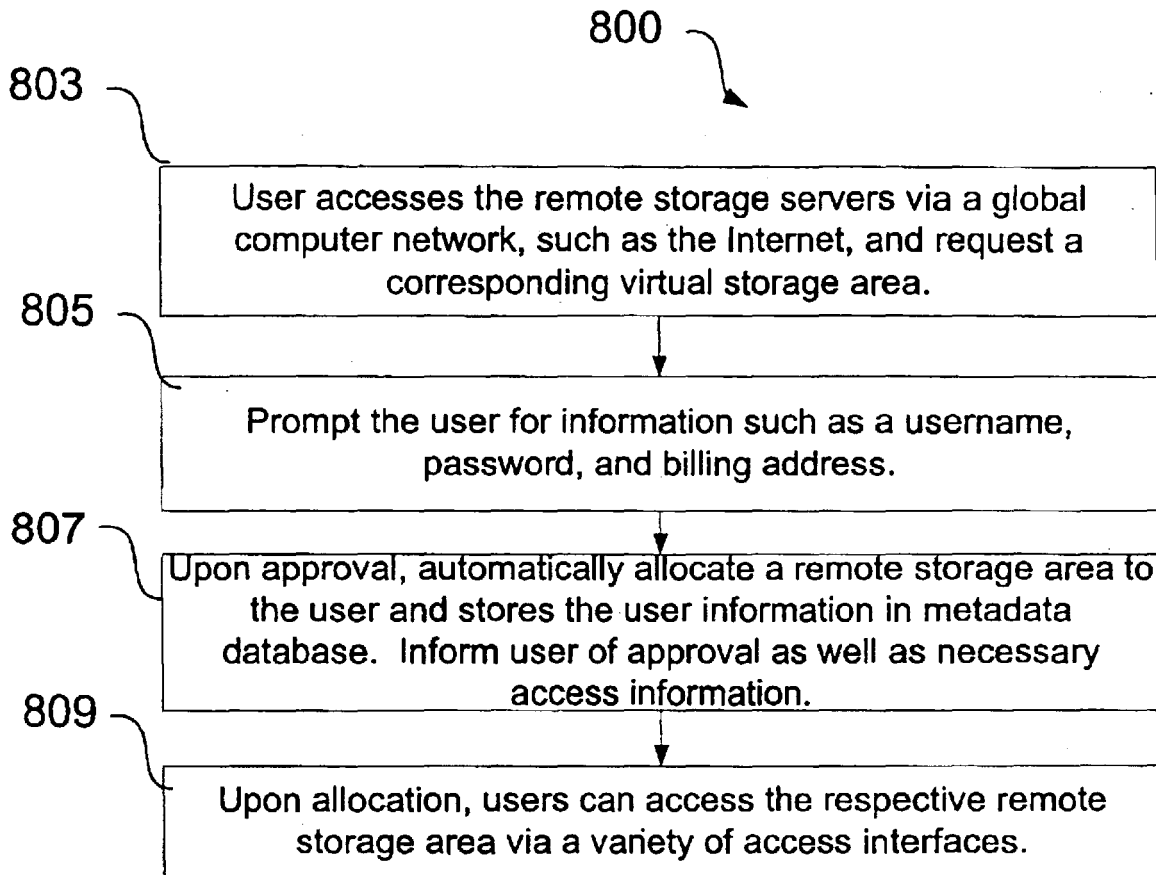 800
803
User accesses the remote storage servers via a global
computer network, such as the Internet, and request a
corresponding virtual storage area.
805
Prompt the user for information such as a username,
password, and billing address.
807
Upon approval, automatically allocate a remote storage area to
the user and stores the user information in metadata
database. Inform user of approval as well as necessary
access information.
809
Upon allocation, users can access the respective remote
storage area via a variety of access interfaces.